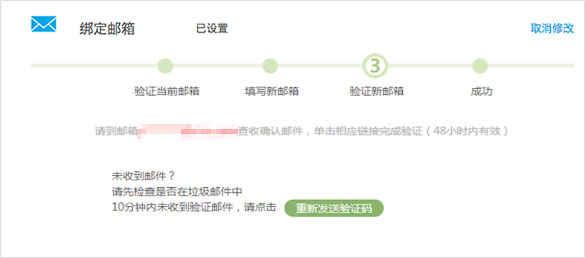 绑定邮箱 已设置 取消修改
3
验证当前邮箱 填写新邮箱 验证新邮箱 成功
请到邮箱 查收确认邮件，单击相应链接完成验证（48小时内有效）
未收到邮件？
请先检查是否在垃圾邮件中
10分钟内未收到验证邮件，请点击 重新发送验证码